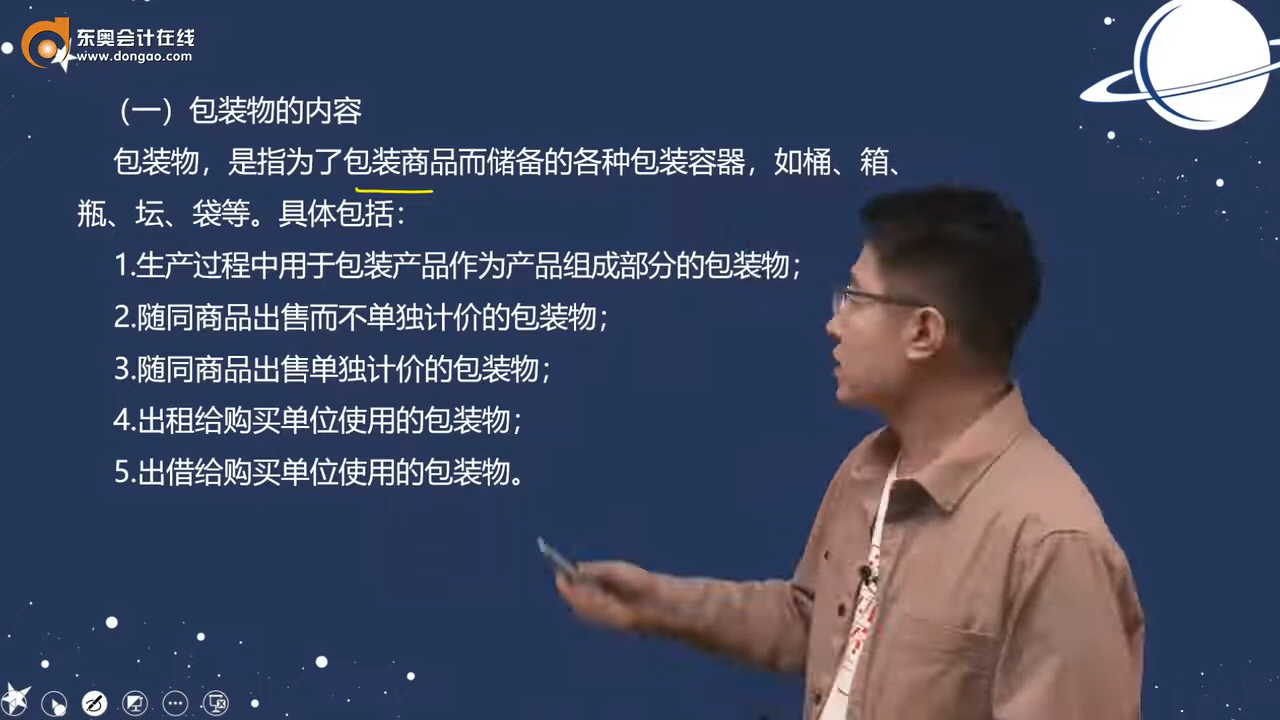 东奥会计在线
www.dongao.com
（一）包装物的内容
包装物，是指为了包装商品而储备的各种包装容器，如桶、箱、
瓶、坛、袋等。具体包括：
1.生产过程中用于包装产品作为产品组成部分的包装物；
2.随同商品出售而不单独计价的包装物；
3.随同商品出售单独计价的包装物；
4.出租给购买单位使用的包装物；
5.出借给购买单位使用的包装物。